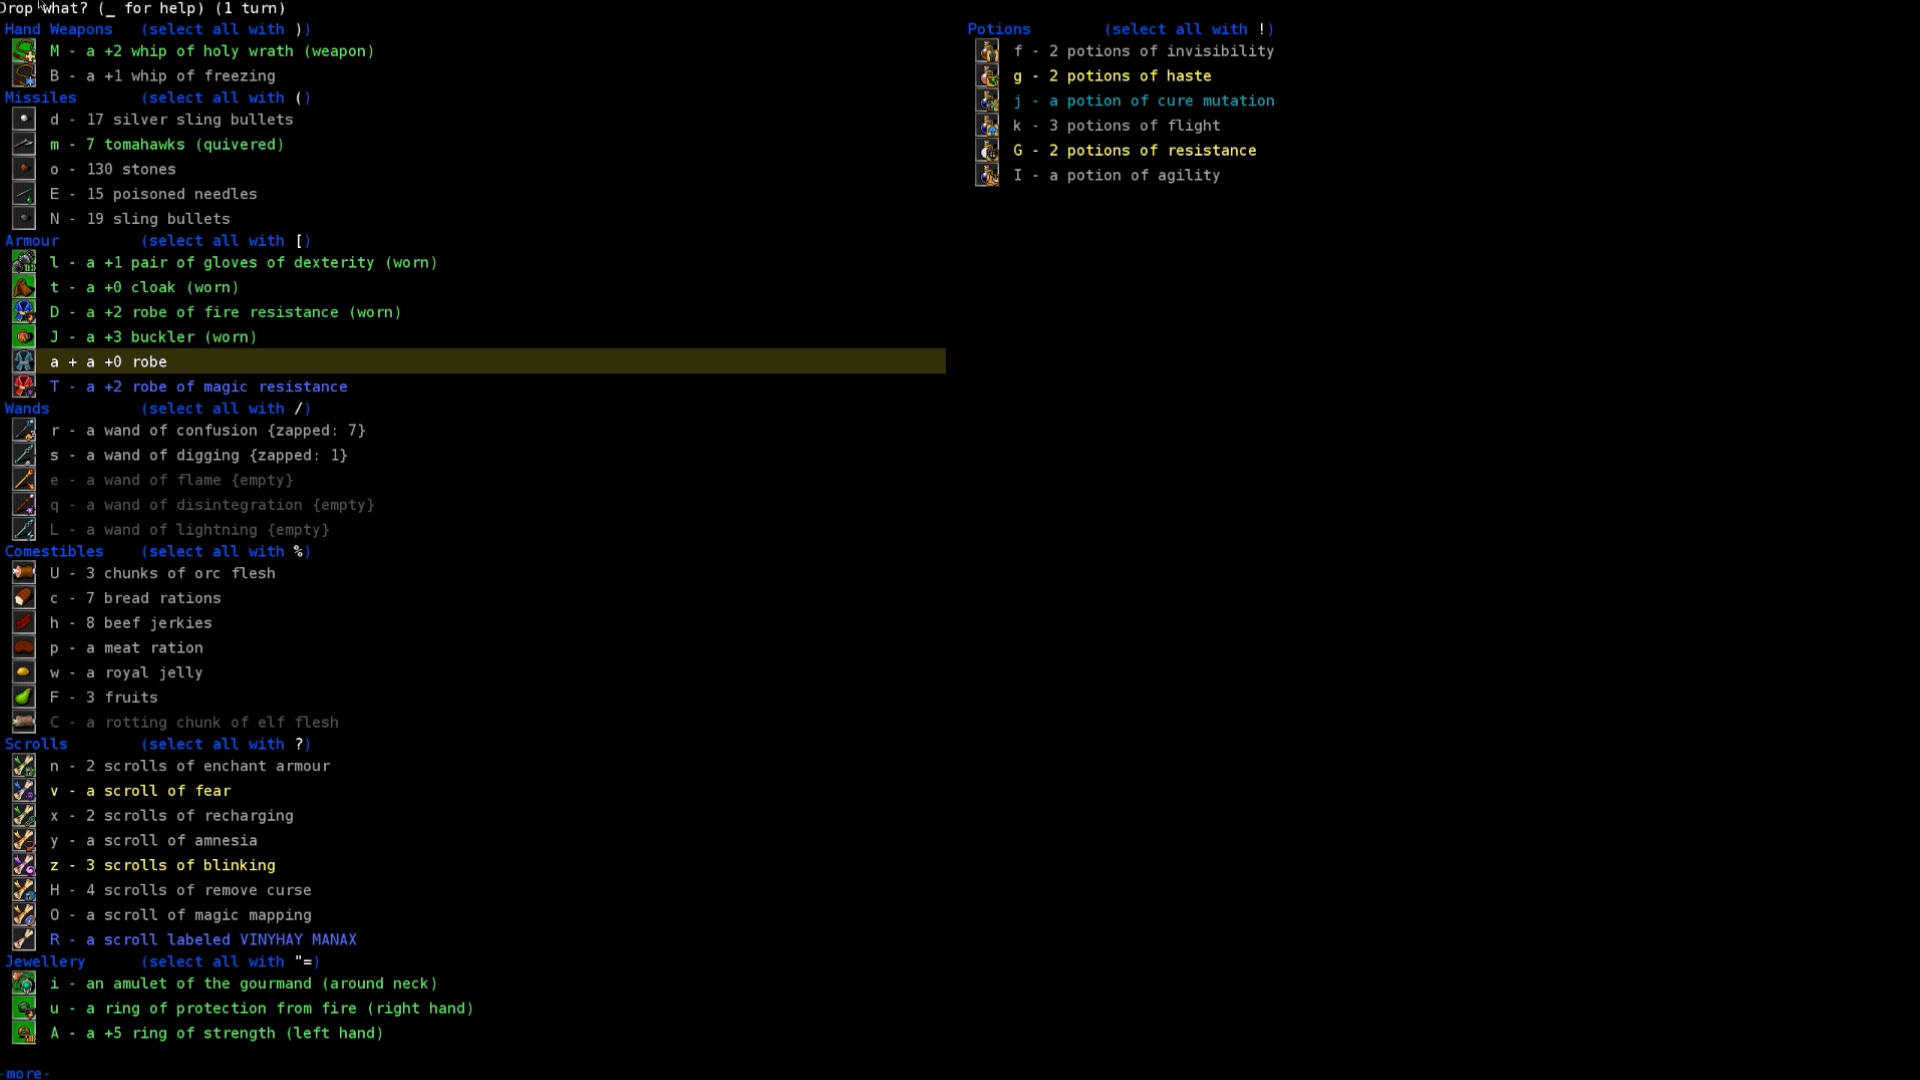 Drop what? (_ for help) (1 turn)
Hand Weapons (select all with ))
M - a +2 whip of holy wrath (weapon)
B - a +1 whip of freezing
Missiles (select all with ()
d - 17 silver sling bullets
m - 7 tomahawks (quivered)
o - 130 stones
E - 15 poisoned needles
N - 19 sling bullets
Armour (select all with [)
l - a +1 pair of gloves of dexterity (worn)
t - a +0 cloak (worn)
D - a +2 robe of fire resistance (worn)
J - a +3 buckler (worn)
a + a +0 robe
T - a +2 robe of magic resistance
Wands (select all with /)
r - a wand of confusion {zapped: 7}
s - a wand of digging {zapped: 1}
e - a wand of flame {empty}
q - a wand of disintegration {empty}
L - a wand of lightning {empty}
Comestibles (select all with %)
U - 3 chunks of orc flesh
c - 7 bread rations
h - 8 beef jerkies
p - a meat ration
w - a royal jelly
F - 3 fruits
C - a rotting chunk of elf flesh
Scrolls (select all with ?)
n - 2 scrolls of enchant armour
v - a scroll of fear
x - 2 scrolls of recharging
y - a scroll of amnesia
z - 3 scrolls of blinking
H - 4 scrolls of remove curse
O - a scroll of magic mapping
R - a scroll labeled VINYHAY MANAX
Jewellery (select all with "=)
i - an amulet of the gourmand (around neck)
u - a ring of protection from fire (right hand)
A - a +5 ring of strength (left hand)
-more-
Potions (select all with !)
f - 2 potions of invisibility
g - 2 potions of haste
j - a potion of cure mutation
k - 3 potions of flight
G - 2 potions of resistance
I - a potion of agility